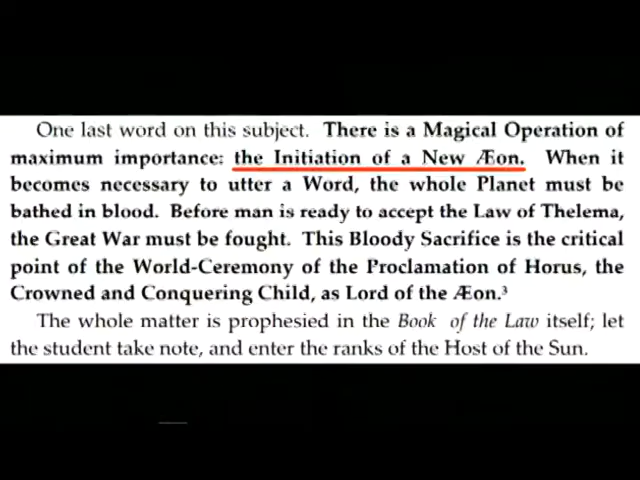 One last word on this subject. There is a Magical Operation of
maximum importance: the Initiation of a New Æon. When it
becomes necessary to utter a Word, the whole Planet must be
bathed in blood. Before man is ready to accept the Law of Thelema,
the Great War must be fought. This Bloody Sacrifice is the critical
point of the World-Ceremony of the Proclamation of Horus, the
Crowned and Conquering Child, as Lord of the Æon.³
The whole matter is prophesied in the Book of the Law itself; let
the student take note, and enter the ranks of the Host of the Sun.